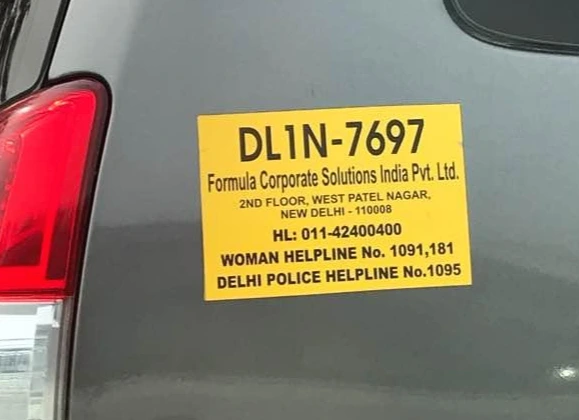 DL1N-7697
Formula Corporate Solutions India Pvt. Ltd.
2ND FLOOR, WEST PATEL NAGAR,
NEW DELHI - 110008
HL: 011-42400400
WOMAN HELPLINE No. 1091,181
DELHI POLICE HELPLINE No.1095